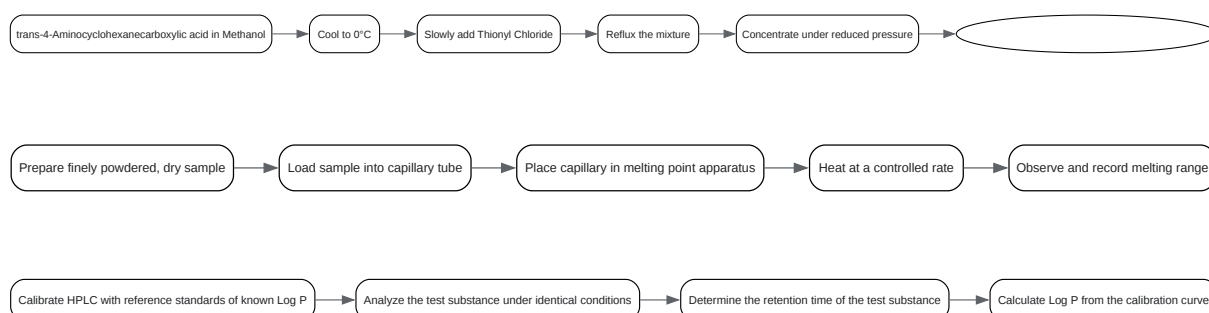 trans-4-Aminocyclohexanecarboxylic acid in Methanol
Cool to 0°C
Slowly add Thionyl Chloride
Reflux the mixture
Concentrate under reduced pressure
Prepare finely powdered, dry sample
Load sample into capillary tube
Place capillary in melting point apparatus
Heat at a controlled rate
Observe and record melting range
Calibrate HPLC with reference standards of known Log P
Analyze the test substance under identical conditions
Determine the retention time of the test substance
Calculate Log P from the calibration curve